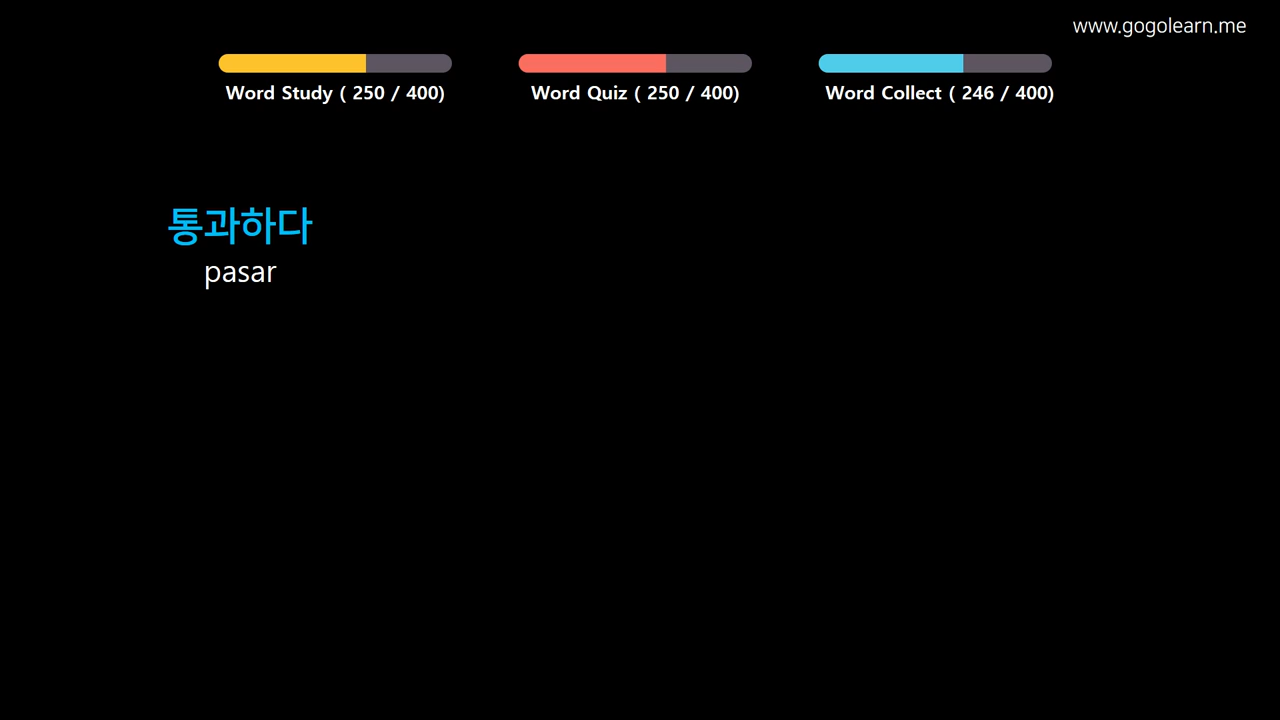 www.gogolearn.me
Word Study ( 250 / 400)
Word Quiz ( 250 / 400)
Word Collect ( 246 / 400)
통과하다
pasar